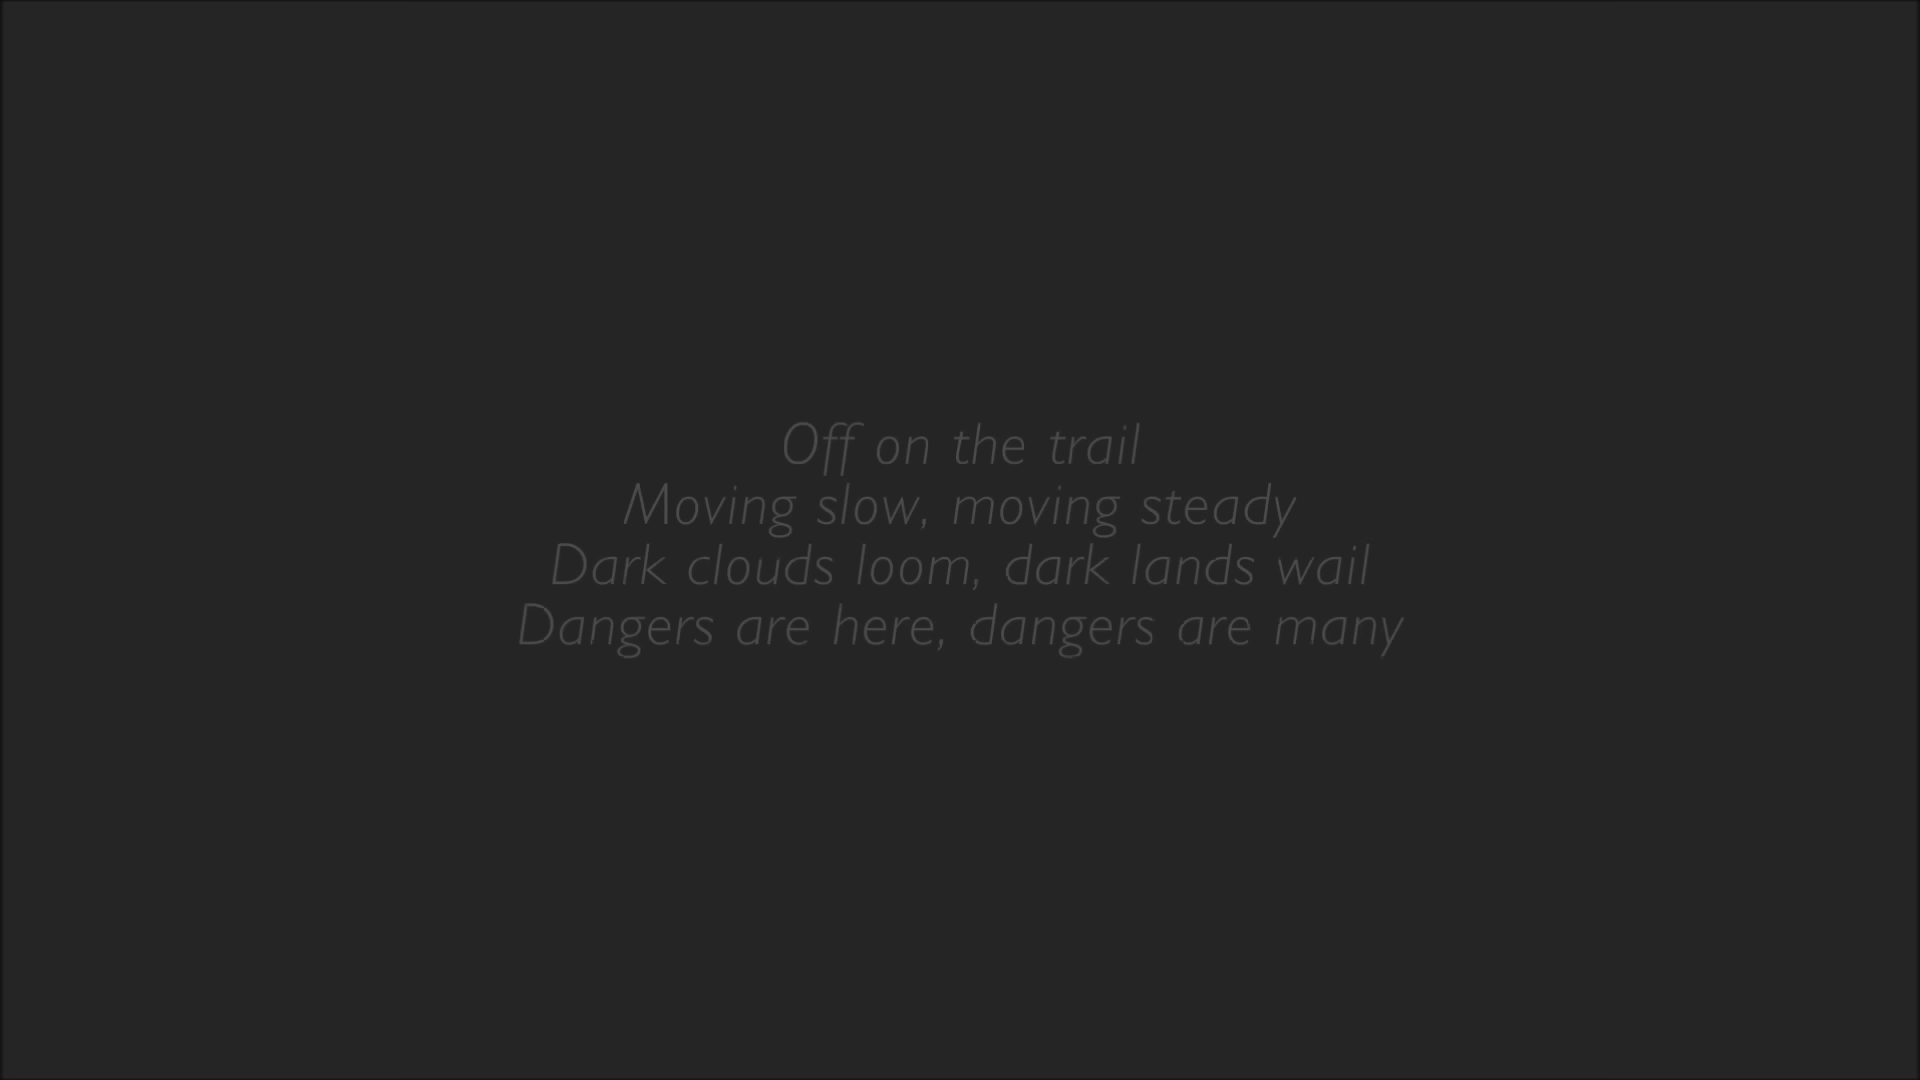 Off on the trail
Moving slow, moving steady
Dark clouds loom, dark lands wail
Dangers are here, dangers are many